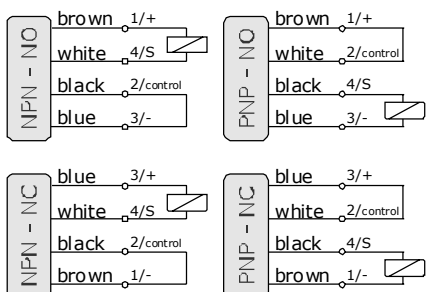 NPN - NO
brown 1/+
white 4/S
black 2/control
blue 3/-
PNP - NO
brown 1/+
white 2/control
black 4/S
blue 3/-
NPN - NC
blue 3/+
white 4/S
black 2/control
brown 1/-
PNP - NC
blue 3/+
white 2/control
black 4/S
brown 1/-